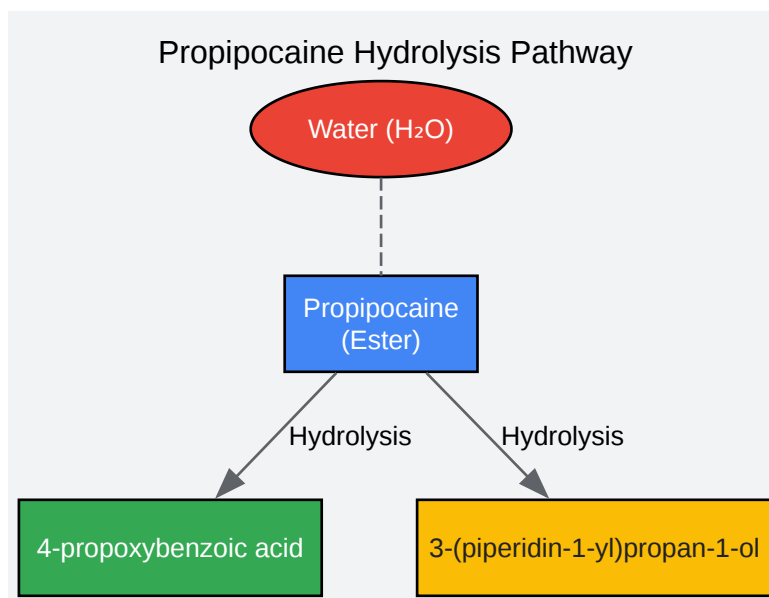 Propipocaine Hydrolysis Pathway
Water (H₂O)
Propipocaine
(Ester)
Hydrolysis
Hydrolysis
4-propoxybenzoic acid
3-(piperidin-1-yl)propan-1-ol